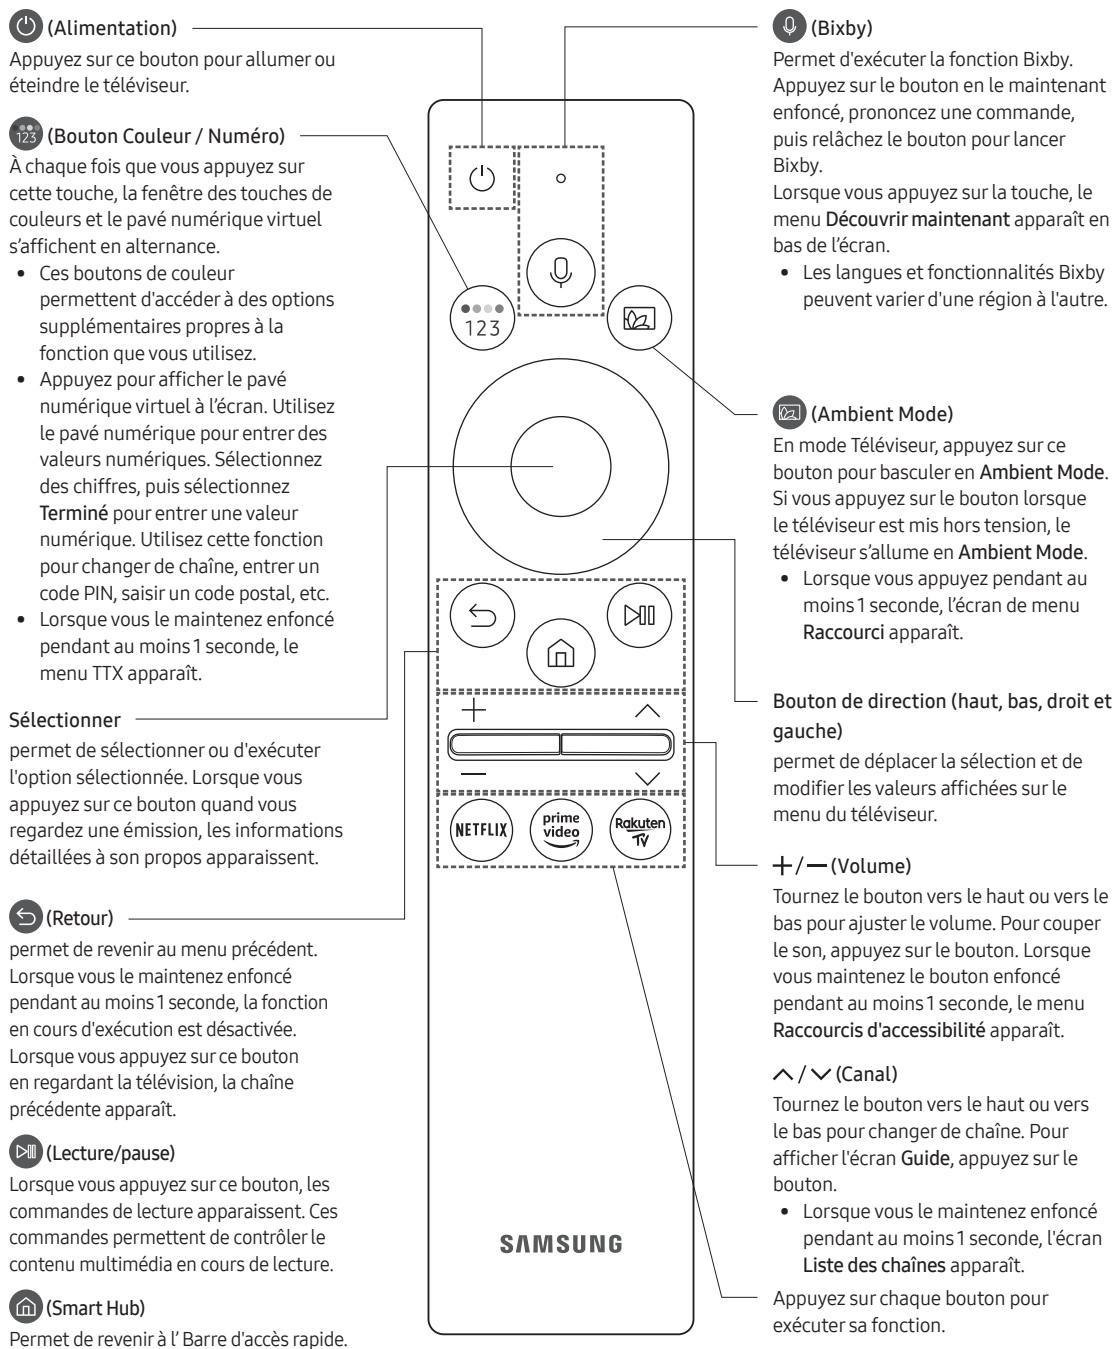 (Alimentation)
Appuyez sur ce bouton pour allumer ou
éteindre le téléviseur.
123 (Bouton Couleur / Numéro)
À chaque fois que vous appuyez sur
cette touche, la fenêtre des touches de
couleurs et le pavé numérique virtuel
s’affichent en alternance.
• Ces boutons de couleur
permettent d'accéder à des options
supplémentaires propres à la
fonction que vous utilisez.
• Appuyez pour afficher le pavé
numérique virtuel à l’écran. Utilisez
le pavé numérique pour entrer des
valeurs numériques. Sélectionnez
des chiffres, puis sélectionnez
Terminé pour entrer une valeur
numérique. Utilisez cette fonction
pour changer de chaîne, entrer un
code PIN, saisir un code postal, etc.
• Lorsque vous le maintenez enfoncé
pendant au moins 1 seconde, le
menu TTX apparaît.
Sélectionner
permet de sélectionner ou d'exécuter
l'option sélectionnée. Lorsque vous
appuyez sur ce bouton quand vous
regardez une émission, les informations
détaillées à son propos apparaissent.
(Retour)
permet de revenir au menu précédent.
Lorsque vous le maintenez enfoncé
pendant au moins 1 seconde, la fonction
en cours d'exécution est désactivée.
Lorsque vous appuyez sur ce bouton
en regardant la télévision, la chaîne
précédente apparaît.
(Lecture/pause)
Lorsque vous appuyez sur ce bouton, les
commandes de lecture apparaissent. Ces
commandes permettent de contrôler le
contenu multimédia en cours de lecture.
(Smart Hub)
Permet de revenir à l’ Barre d'accès rapide.
123
NETFLIX
prime
video
Rakuten
TV
SAMSUNG
(Bixby)
Permet d'exécuter la fonction Bixby.
Appuyez sur le bouton en le maintenant
enfoncé, prononcez une commande,
puis relâchez le bouton pour lancer
Bixby.
Lorsque vous appuyez sur la touche, le
menu Découvrir maintenant apparaît en
bas de l’écran.
• Les langues et fonctionnalités Bixby
peuvent varier d'une région à l'autre.
(Ambient Mode)
En mode Téléviseur, appuyez sur ce
bouton pour basculer en Ambient Mode.
Si vous appuyez sur le bouton lorsque
le téléviseur est mis hors tension, le
téléviseur s’allume en Ambient Mode.
• Lorsque vous appuyez pendant au
moins 1 seconde, l’écran de menu
Raccourci apparaît.
Bouton de direction (haut, bas, droit et
gauche)
permet de déplacer la sélection et de
modifier les valeurs affichées sur le
menu du téléviseur.
+ / — (Volume)
Tournez le bouton vers le haut ou vers le
bas pour ajuster le volume. Pour couper
le son, appuyez sur le bouton. Lorsque
vous maintenez le bouton enfoncé
pendant au moins 1 seconde, le menu
Raccourcis d'accessibilité apparaît.
/ (Canal)
Tournez le bouton vers le haut ou vers
le bas pour changer de chaîne. Pour
afficher l'écran Guide, appuyez sur le
bouton.
• Lorsque vous le maintenez enfoncé
pendant au moins 1 seconde, l'écran
Liste des chaînes apparaît.
Appuyez sur chaque bouton pour
exécuter sa fonction.